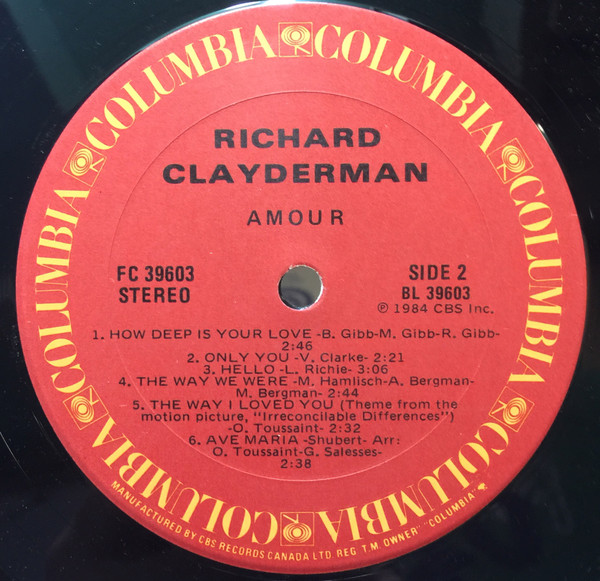 COLUMBIA COLUMBIA COLUMBIA COLUMBIA COLUMBIA COLUMBIA COLUMBIA COLUMBIA
RICHARD
CLAYDERMAN
AMOUR
FC 39603
STEREO
SIDE 2
BL 39603
℗ 1984 CBS Inc.
1. HOW DEEP IS YOUR LOVE -B. Gibb-M. Gibb-R. Gibb-
2:46
2. ONLY YOU -V. Clarke- 2:21
3. HELLO -L. Richie- 3:06
4. THE WAY WE WERE -M. Hamlisch-A. Bergman-
M. Bergman- 2:44
5. THE WAY I LOVED YOU (Theme from the
motion picture, "Irreconcilable Differences")
-O. Toussaint- 2:32
6. AVE MARIA -Shubert- Arr:
O. Toussaint-G. Salesses-
2:38
MANUFACTURED BY CBS RECORDS CANADA LTD. REG. T.M. OWNER "COLUMBIA"